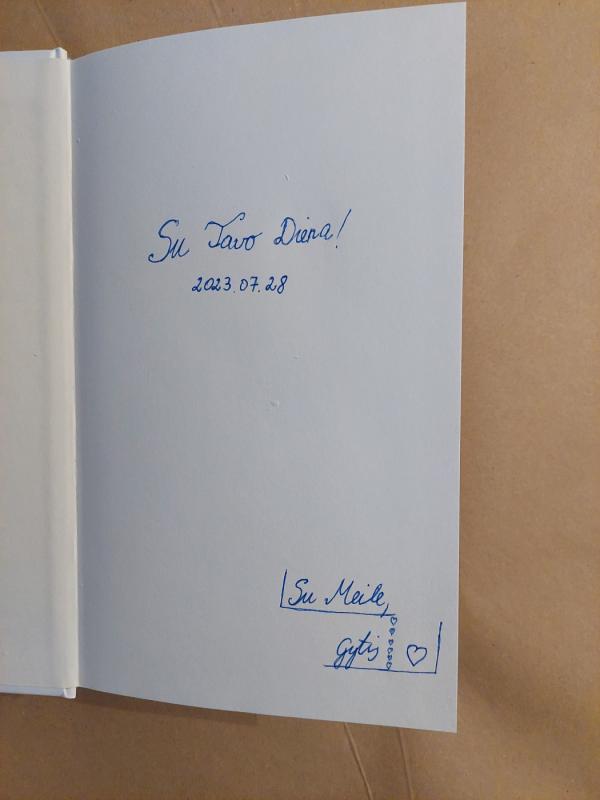 Su Tavo Diena!
2023.07.28
Su Meile,
Gytis